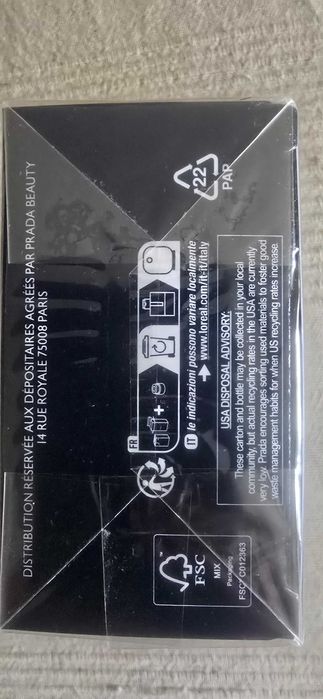 DISTRIBUTION RÉSERVÉE AUX DÉPOSITAIRES AGRÉÉS PAR PRADA BEAUTY
14 RUE ROYALE 75008 PARIS
FR
+
IT le indicazioni possono variare localmente
www.loreal.com/it-it/italy
22
PAP
USA DISPOSAL ADVISORY:
These carton and bottle may be collected in your local
community, but actual recycling rates in the USA are currently
very low. Prada encourages sorting used materials to foster good
waste management habits for when US recycling rates increase.
FSC
MIX
Packaging
FSC® C012363